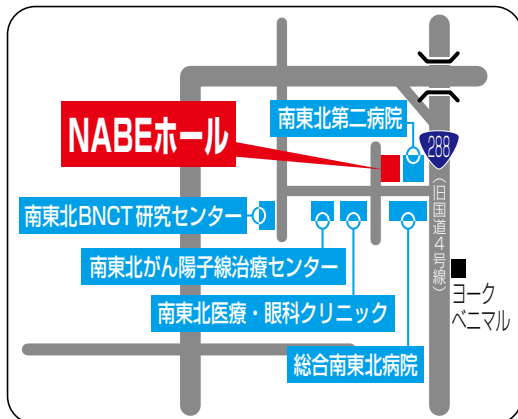 南東北第二病院
NABEホール
288
(旧国道4号線)
南東北BNCT研究センター
南東北がん陽子線治療センター
ヨーク
ベニマル
南東北医療・眼科クリニック
総合南東北病院